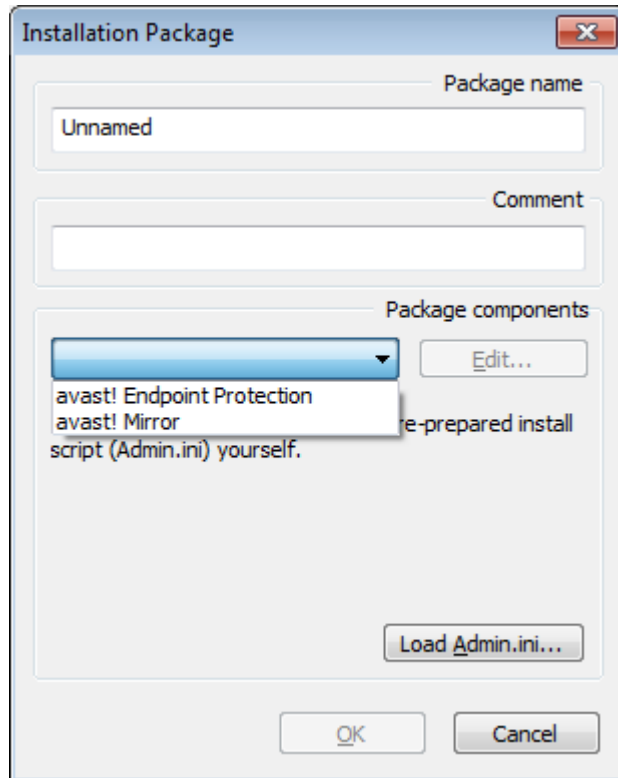 Installation Package
Package name
Unnamed
Comment
Package components
Edit...
avast! Endpoint Protection
avast! Mirror
re-prepared install
script (Admin.ini) yourself.
Load Admin.ini...
OK
Cancel